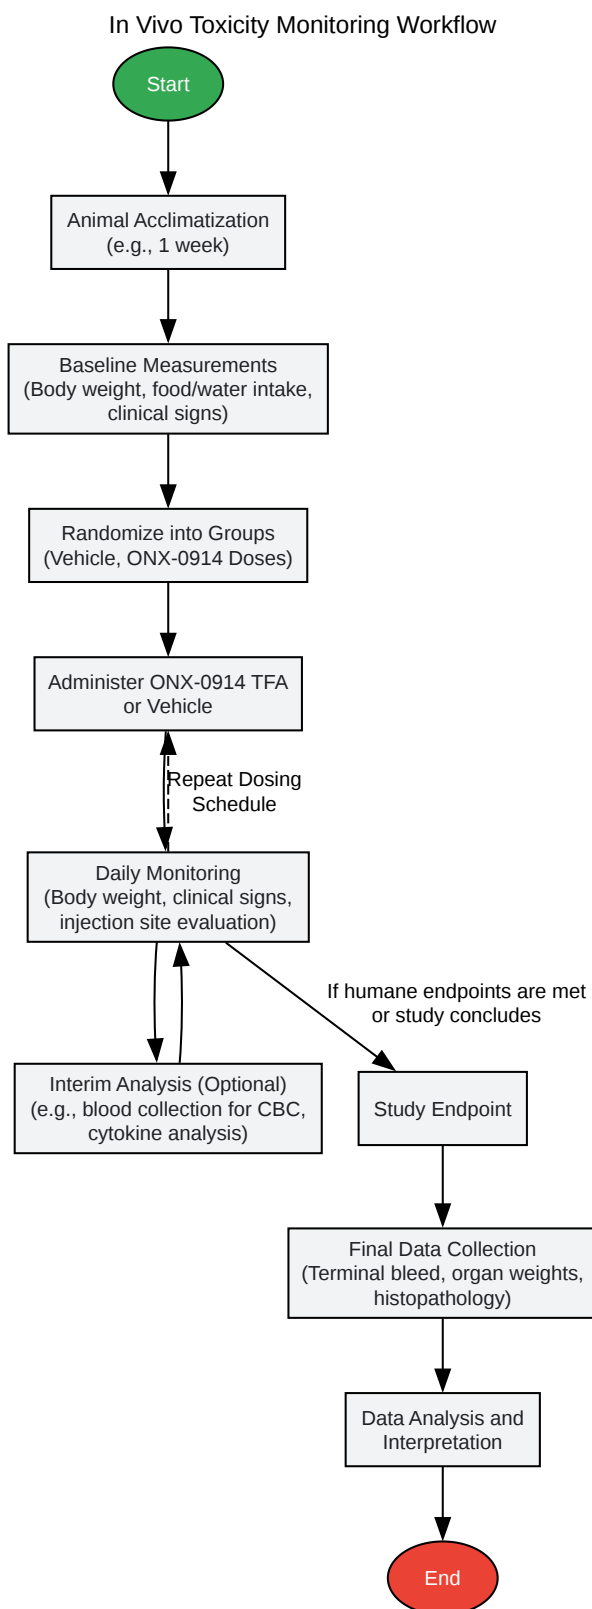 In Vivo Toxicity Monitoring Workflow
Start
Animal Acclimatization
(e.g., 1 week)
Baseline Measurements
(Body weight, food/water intake,
clinical signs)
Randomize into Groups
(Vehicle, ONX-0914 Doses)
Administer ONX-0914 TFA
or Vehicle
Repeat Dosing
Schedule
Daily Monitoring
(Body weight, clinical signs,
injection site evaluation)
If humane endpoints are met
or study concludes
Interim Analysis (Optional)
(e.g., blood collection for CBC,
cytokine analysis)
Study Endpoint
Final Data Collection
(Terminal bleed, organ weights,
histopathology)
Data Analysis and
Interpretation
End